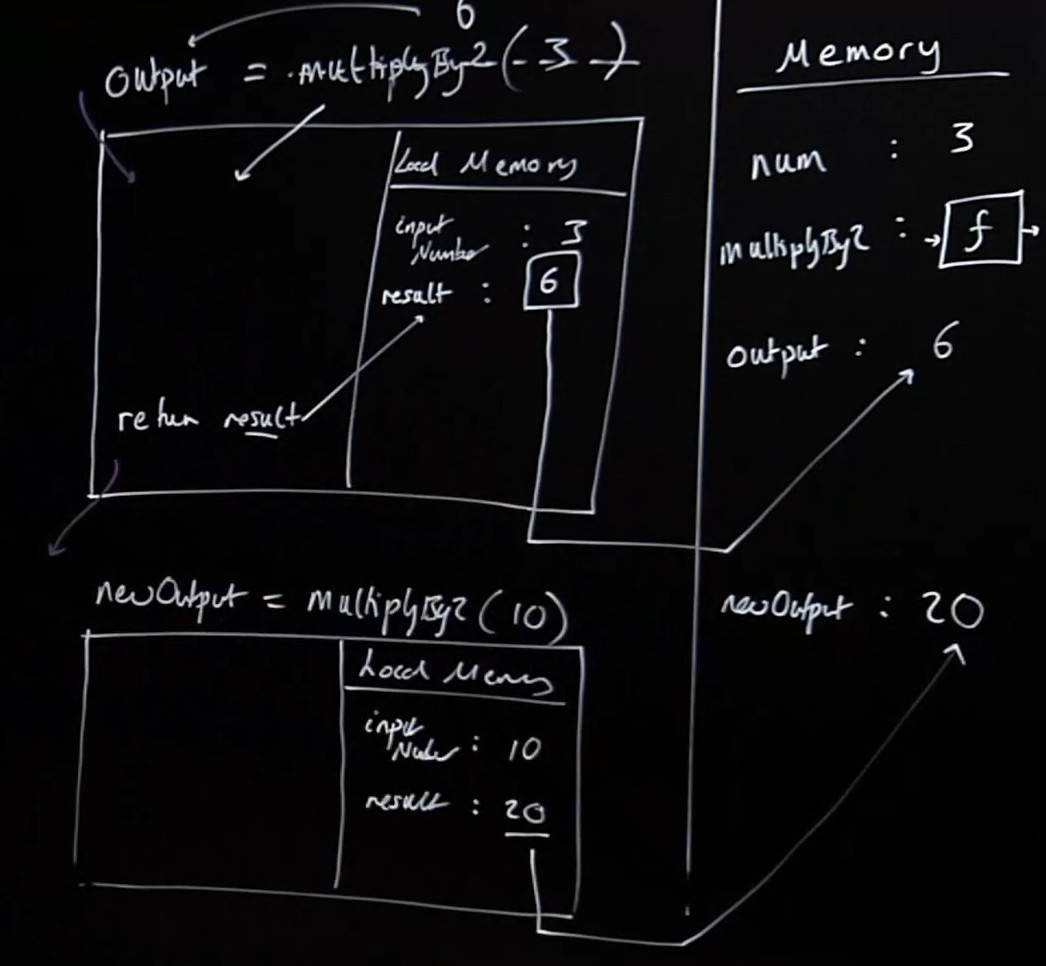 6
Output = multiplyBy2(-3-)
Local Memory
input
Number : 3
result : 6
return result
newOutput = multiplyBy2(10)
Local Memory
input
Number : 10
result : 20
Memory
num : 3
multiplyBy2 : f
output : 6
newOutput : 20